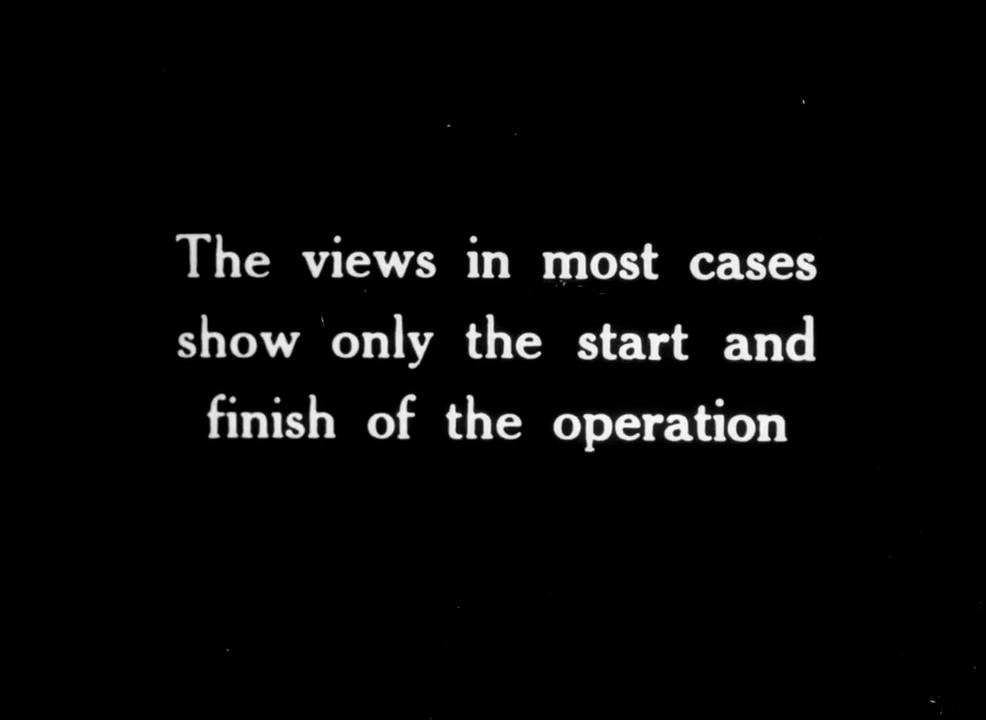 The views in most cases
show only the start and
finish of the operation